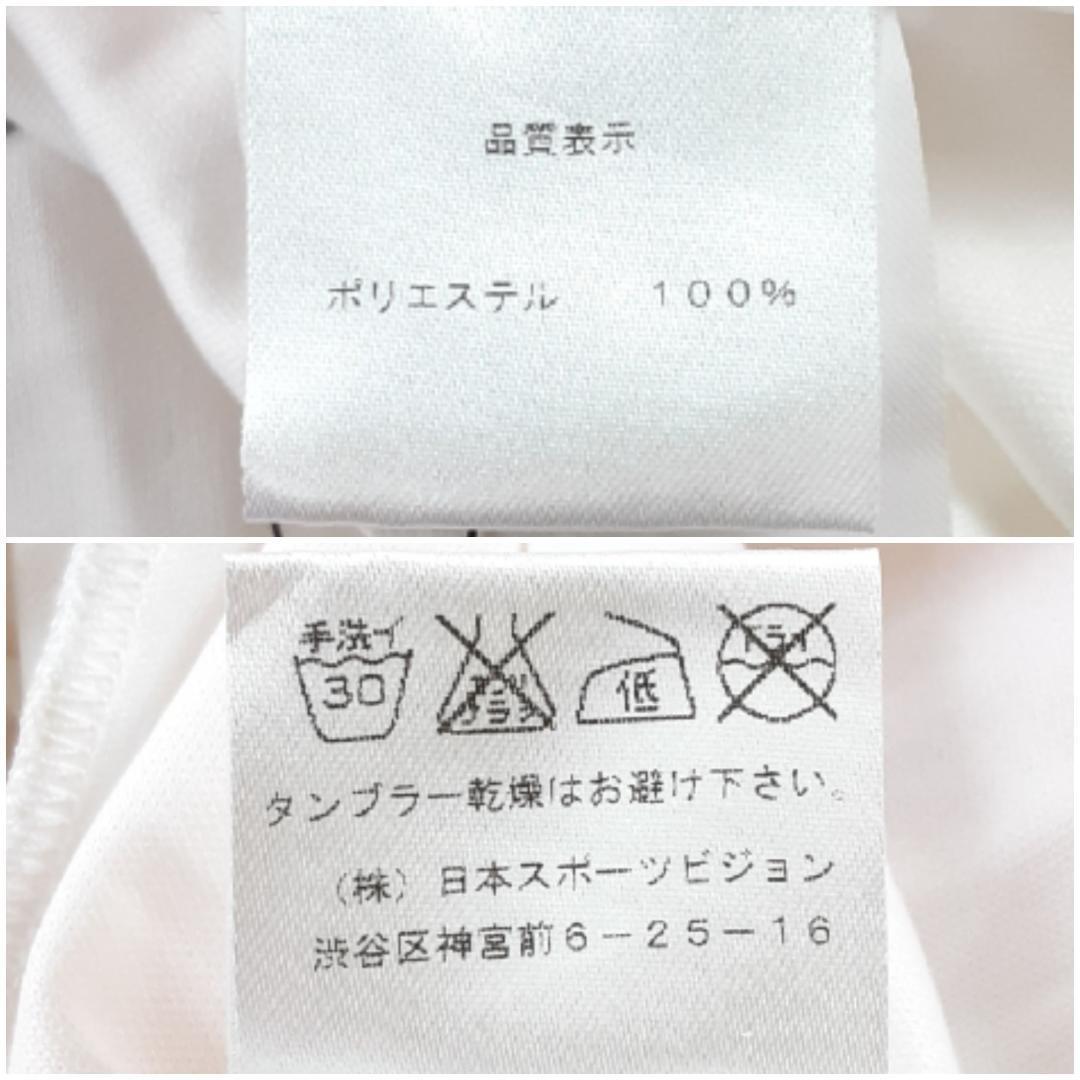 品質表示
ポリエステル 100%
手洗イ 30
エンソ
サラシ
低
ドライ
タンブラー乾燥はお避け下さい。
(株) 日本スポーツビジョン
渋谷区神宮前6-25-16